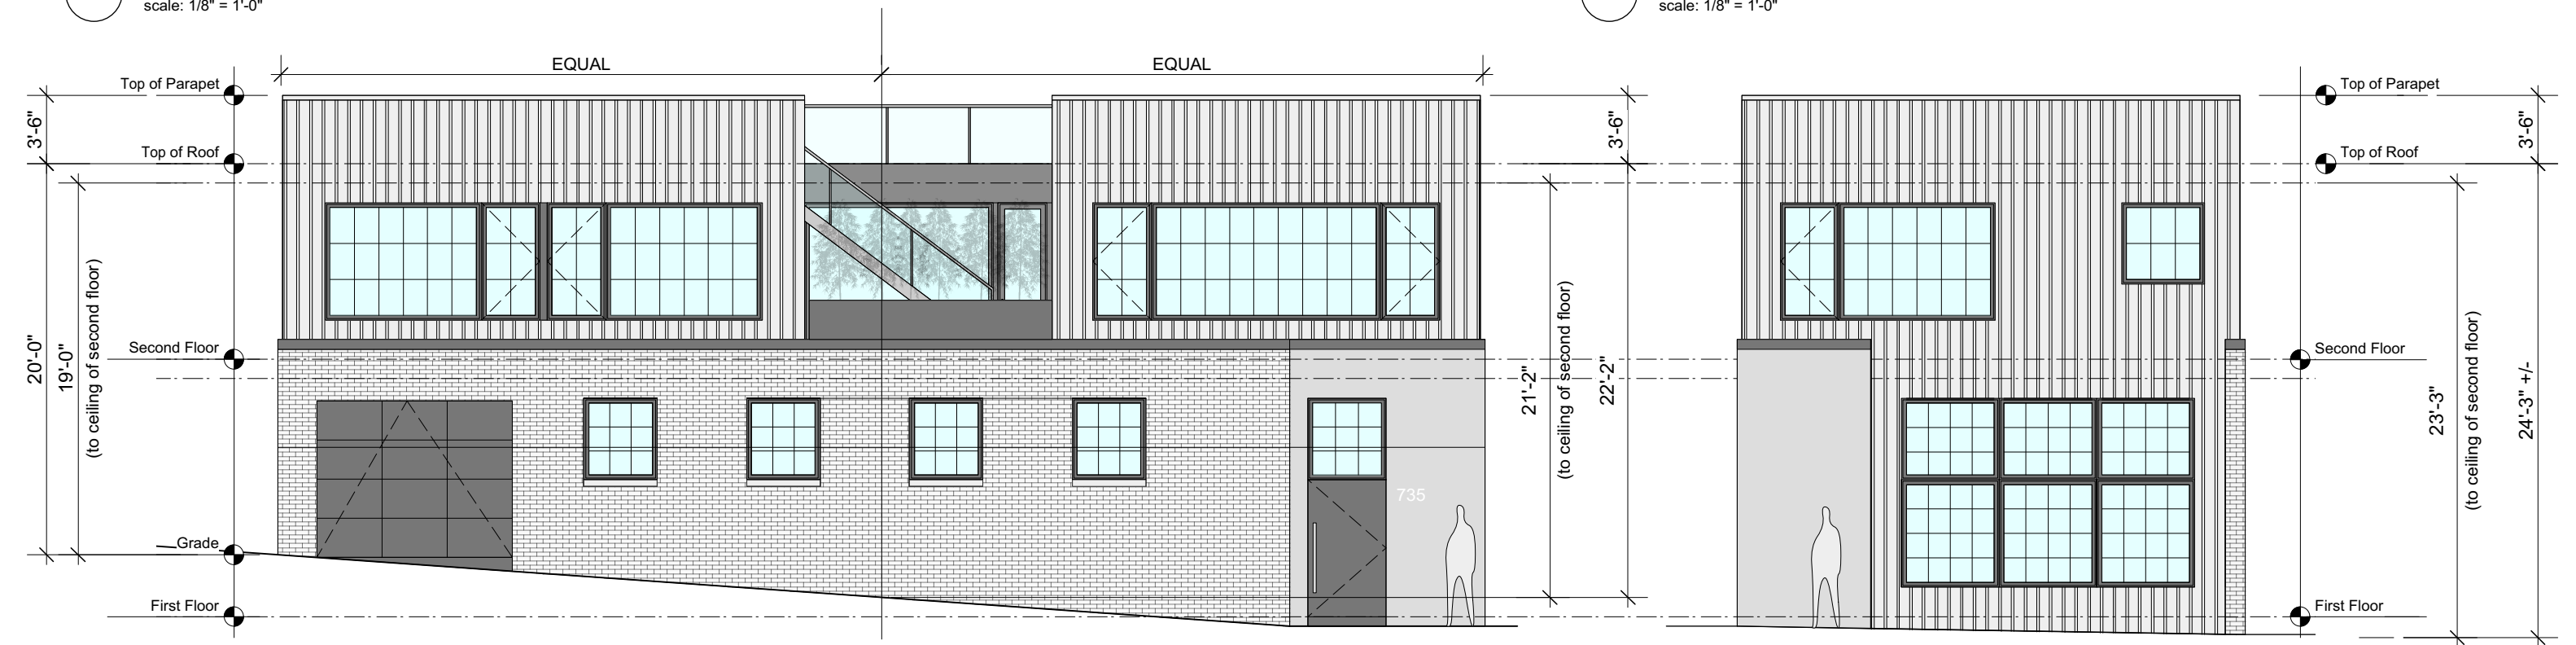 scale: 1/8" = 1'-0"
scale: 1/8" = 1'-0"
EQUAL
EQUAL
Top of Parapet
3'-6"
Top of Roof
20'-0"
19'-0"
(to ceiling of second floor)
Second Floor
Grade
First Floor
735
3'-6"
21'-2"
(to ceiling of second floor)
22'-2"
Top of Parapet
3'-6"
Top of Roof
Second Floor
23'-3"
(to ceiling of second floor)
24'-3" +/-
First Floor